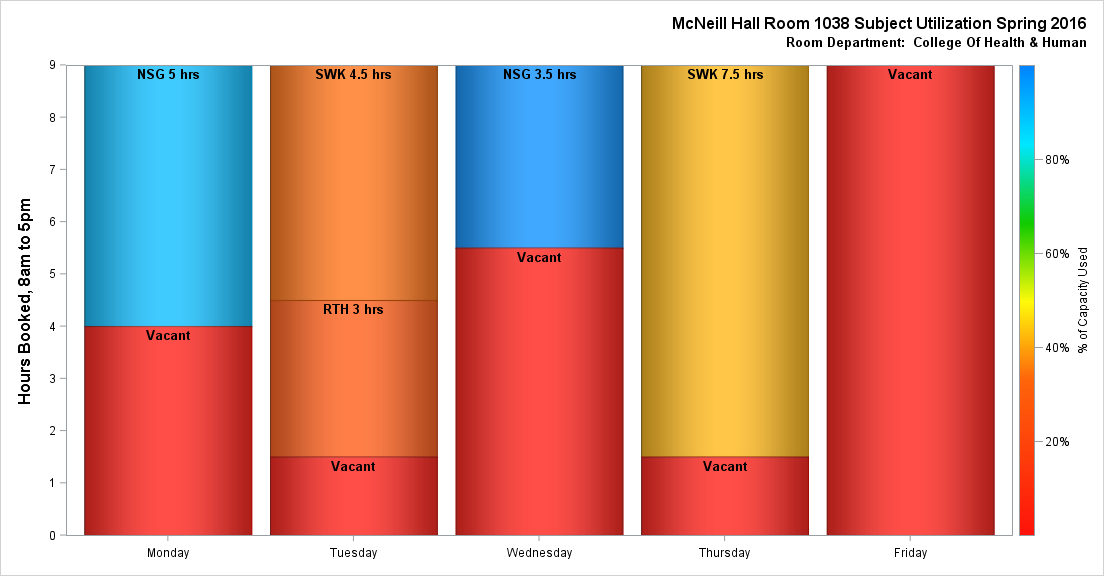 McNeill Hall Room 1038 Subject Utilization Spring 2016
Room Department:  College Of Health & Human
Hours Booked, 8am to 5pm
9
8
7
6
5
4
3
2
1
0
NSG 5 hrs
Vacant
SWK 4.5 hrs
RTH 3 hrs
Vacant
NSG 3.5 hrs
Vacant
SWK 7.5 hrs
Vacant
Vacant
Monday
Tuesday
Wednesday
Thursday
Friday
80%
60%
40%
20%
% of Capacity Used